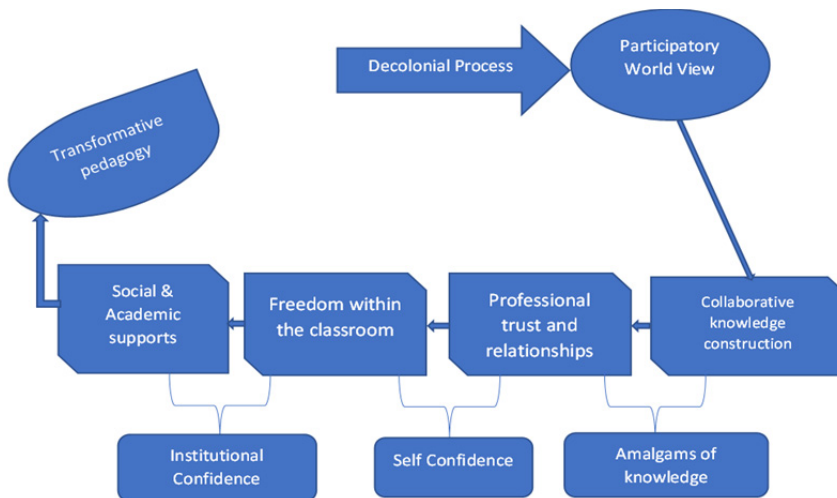 Decolonial Process
Participatory
World View
Transformative
pedagogy
Social &
Academic
supports
Freedom within
the classroom
Professional
trust and
relationships
Collaborative
knowledge
construction
Institutional
Confidence
Self Confidence
Amalgams of
knowledge